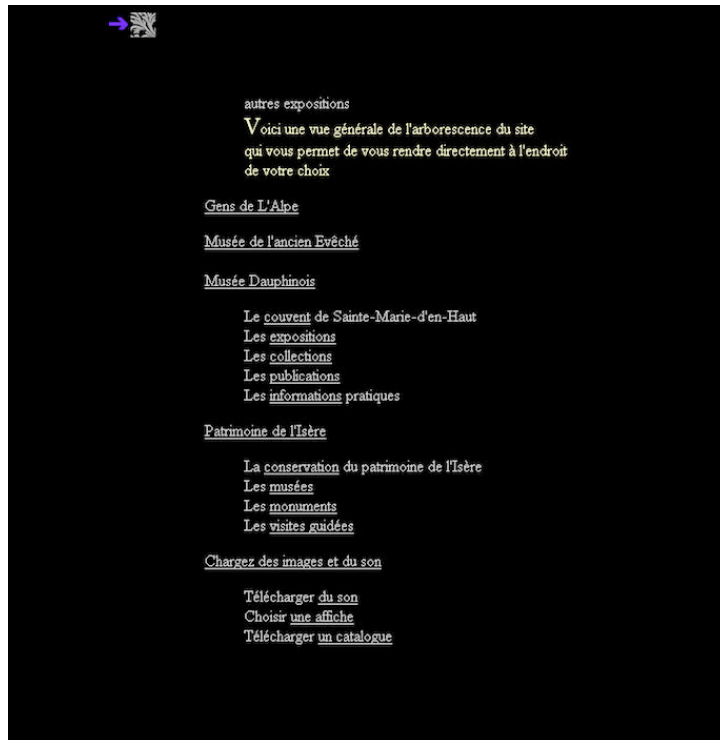 autres expositions
Voici une vue générale de l'arborescence du site
qui vous permet de vous rendre directement à l'endroit
de votre choix
Gens de L'Alpe
Musée de l'ancien Evêché
Musée Dauphinois
Le couvent de Sainte-Marie-d'en-Haut
Les expositions
Les collections
Les publications
Les informations pratiques
Patrimoine de l'Isère
La conservation du patrimoine de l'Isère
Les musées
Les monuments
Les visites guidées
Chargez des images et du son
Télécharger du son
Choisir une affiche
Télécharger un catalogue